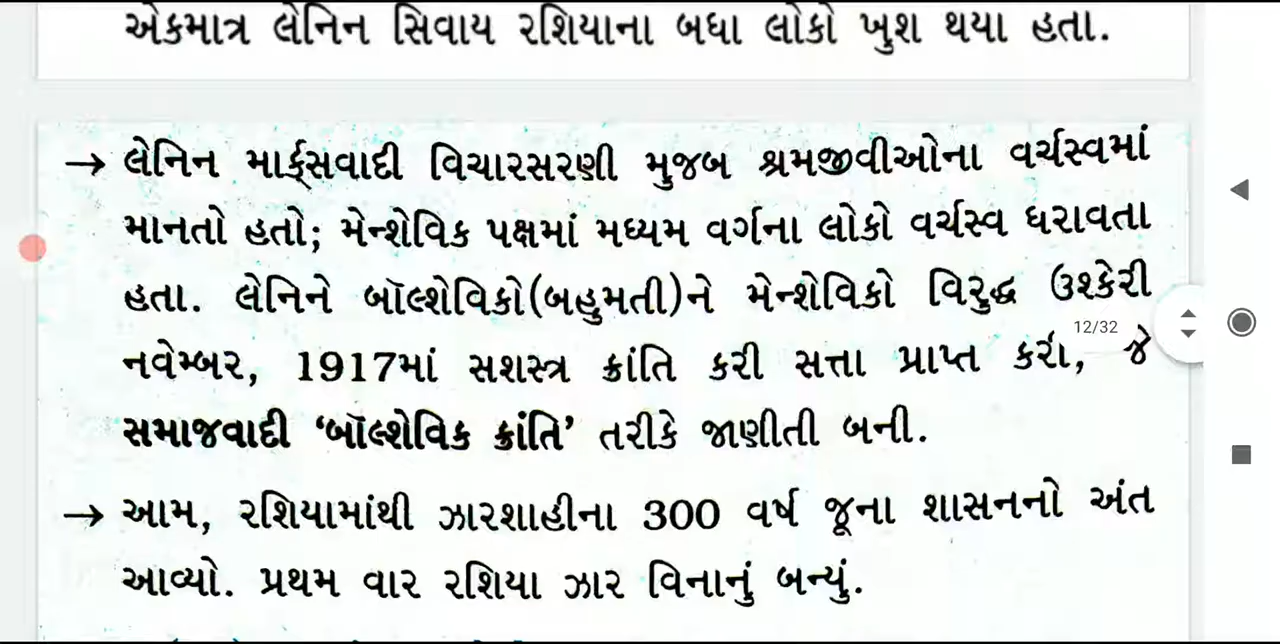 એકમાત્ર લેનિન સિવાય રશિયાના બધા લોકો ખુશ થયા હતા.
→ લેનિન માર્ક્સવાદી વિચારસરણી મુજબ શ્રમજીવીઓના વર્ચસ્વમાં
માનતો હતો; મેન્શેવિક પક્ષમાં મધ્યમ વર્ગના લોકો વર્ચસ્વ ધરાવતા
હતા. લેનિને બૉલ્શેવિકો(બહુમતી)ને મેન્શેવિકો વિરુદ્ધ ઉશ્કેરી
12/32
નવેમ્બર, 1917માં સશસ્ત્ર ક્રાંતિ કરી સત્તા પ્રાપ્ત કરી, જે
સમાજવાદી ‘બૉલ્શેવિક ક્રાંતિ’ તરીકે જાણીતી બની.
→ આમ, રશિયામાંથી ઝારશાહીના 300 વર્ષ જૂના શાસનનો અંત
આવ્યો. પ્રથમ વાર રશિયા ઝાર વિનાનું બન્યું.